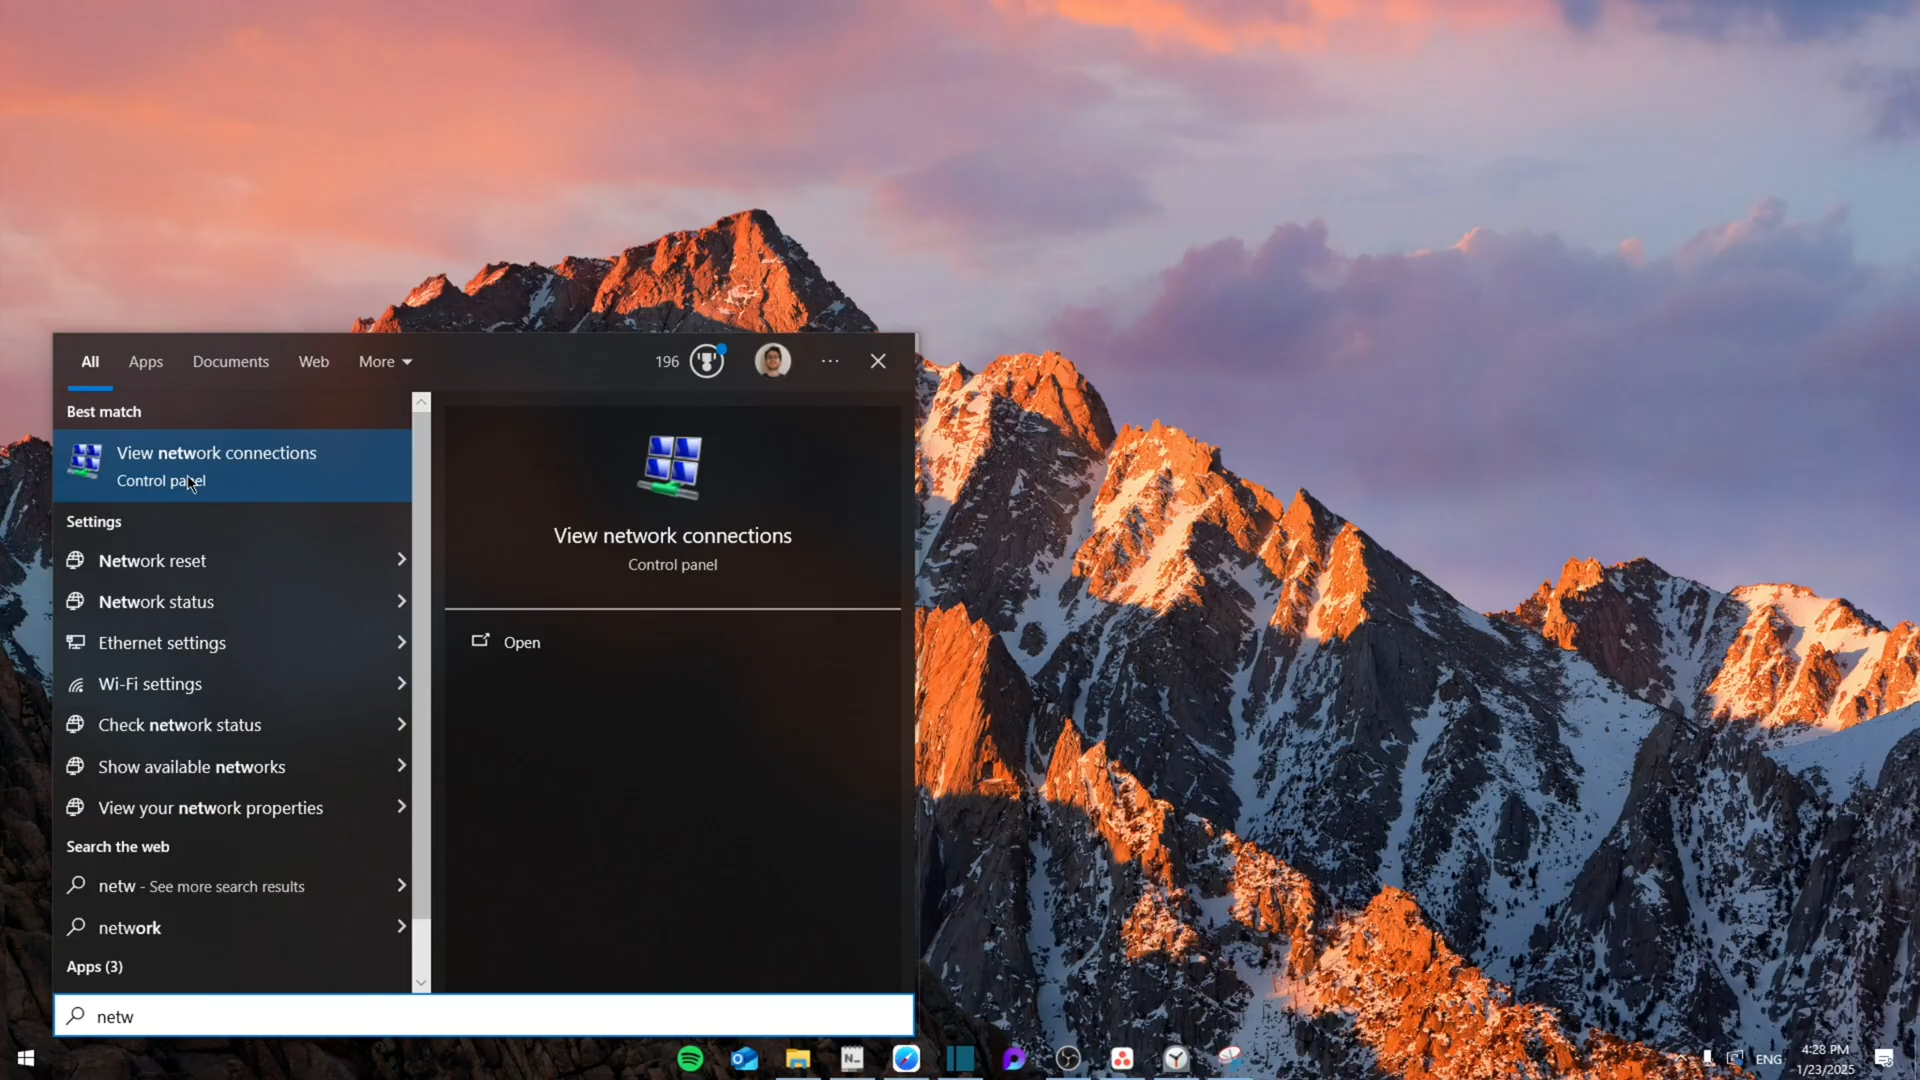 All Apps Documents Web More 196 ...
Best match
View network connections
Control panel
Settings
Network reset
Network status
Ethernet settings
Wi-Fi settings
Check network status
Show available networks
View your network properties
Search the web
netw - See more search results
network
Apps (3)
netw
View network connections
Control panel
Open
N
ENG
4:28 PM
1/23/2025